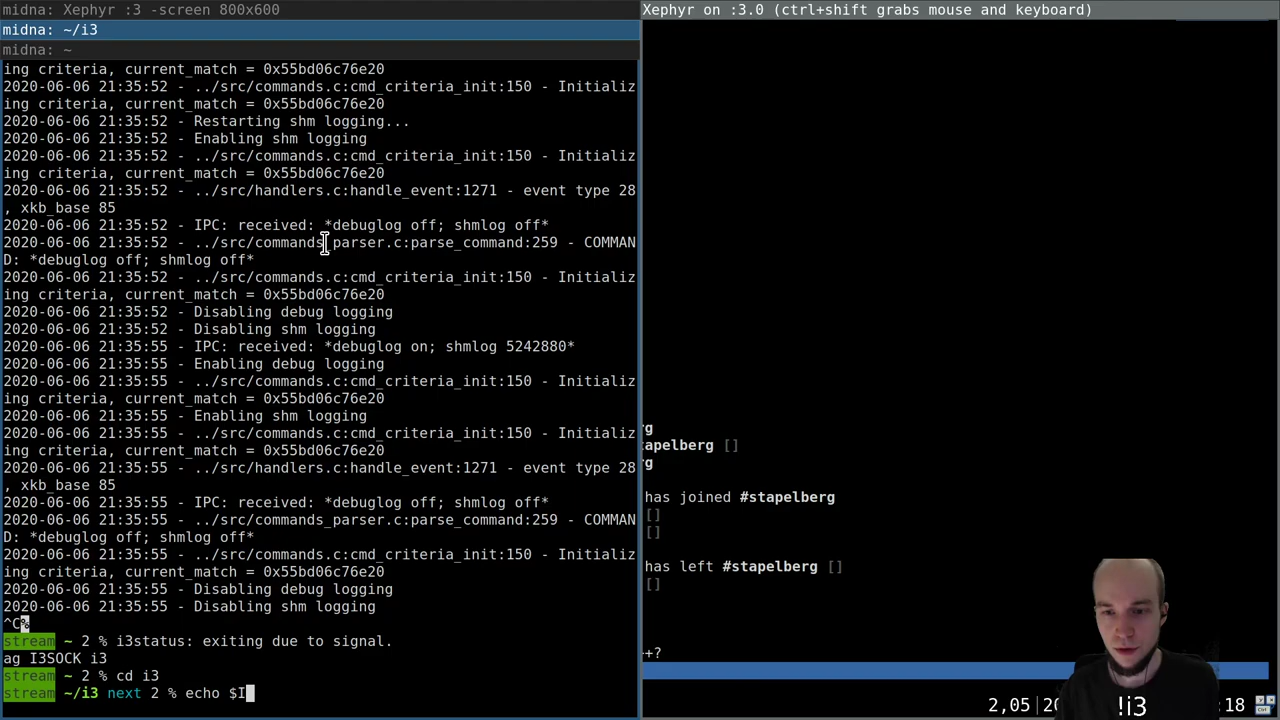 midna: Xephyr :3 -screen 800x600
midna: ~/i3
midna: ~
ing criteria, current_match = 0x55bd06c76e20
2020-06-06 21:35:52 - ../src/commands.c:cmd_criteria_init:150 - Initializ
ing criteria, current_match = 0x55bd06c76e20
2020-06-06 21:35:52 - Restarting shm logging...
2020-06-06 21:35:52 - Enabling shm logging
2020-06-06 21:35:52 - ../src/commands.c:cmd_criteria_init:150 - Initializ
ing criteria, current_match = 0x55bd06c76e20
2020-06-06 21:35:52 - ../src/handlers.c:handle_event:1271 - event type 28
, xkb_base 85
2020-06-06 21:35:52 - IPC: received: *debuglog off; shmlog off*
2020-06-06 21:35:52 - ../src/commands_parser.c:parse_command:259 - COMMAN
D: *debuglog off; shmlog off*
2020-06-06 21:35:52 - ../src/commands.c:cmd_criteria_init:150 - Initializ
ing criteria, current_match = 0x55bd06c76e20
2020-06-06 21:35:52 - Disabling debug logging
2020-06-06 21:35:52 - Disabling shm logging
2020-06-06 21:35:55 - IPC: received: *debuglog on; shmlog 5242880*
2020-06-06 21:35:55 - Enabling debug logging
2020-06-06 21:35:55 - ../src/commands.c:cmd_criteria_init:150 - Initializ
ing criteria, current_match = 0x55bd06c76e20
2020-06-06 21:35:55 - Enabling shm logging
2020-06-06 21:35:55 - ../src/commands.c:cmd_criteria_init:150 - Initializ
ing criteria, current_match = 0x55bd06c76e20
2020-06-06 21:35:55 - ../src/handlers.c:handle_event:1271 - event type 28
, xkb_base 85
2020-06-06 21:35:55 - IPC: received: *debuglog off; shmlog off*
2020-06-06 21:35:55 - ../src/commands_parser.c:parse_command:259 - COMMAN
D: *debuglog off; shmlog off*
2020-06-06 21:35:55 - ../src/commands.c:cmd_criteria_init:150 - Initializ
ing criteria, current_match = 0x55bd06c76e20
2020-06-06 21:35:55 - Disabling debug logging
2020-06-06 21:35:55 - Disabling shm logging
^C%
stream ~ 2 % i3status: exiting due to signal.
ag I3SOCK i3
stream ~ 2 % cd i3
stream ~/i3 next 2 % echo $I
Xephyr on :3.0 (ctrl+shift grabs mouse and keyboard)
rg
tapelberg []
rg
has joined #stapelberg
[]
[]
has left #stapelberg []
[]
++?
2,05
!i3
18